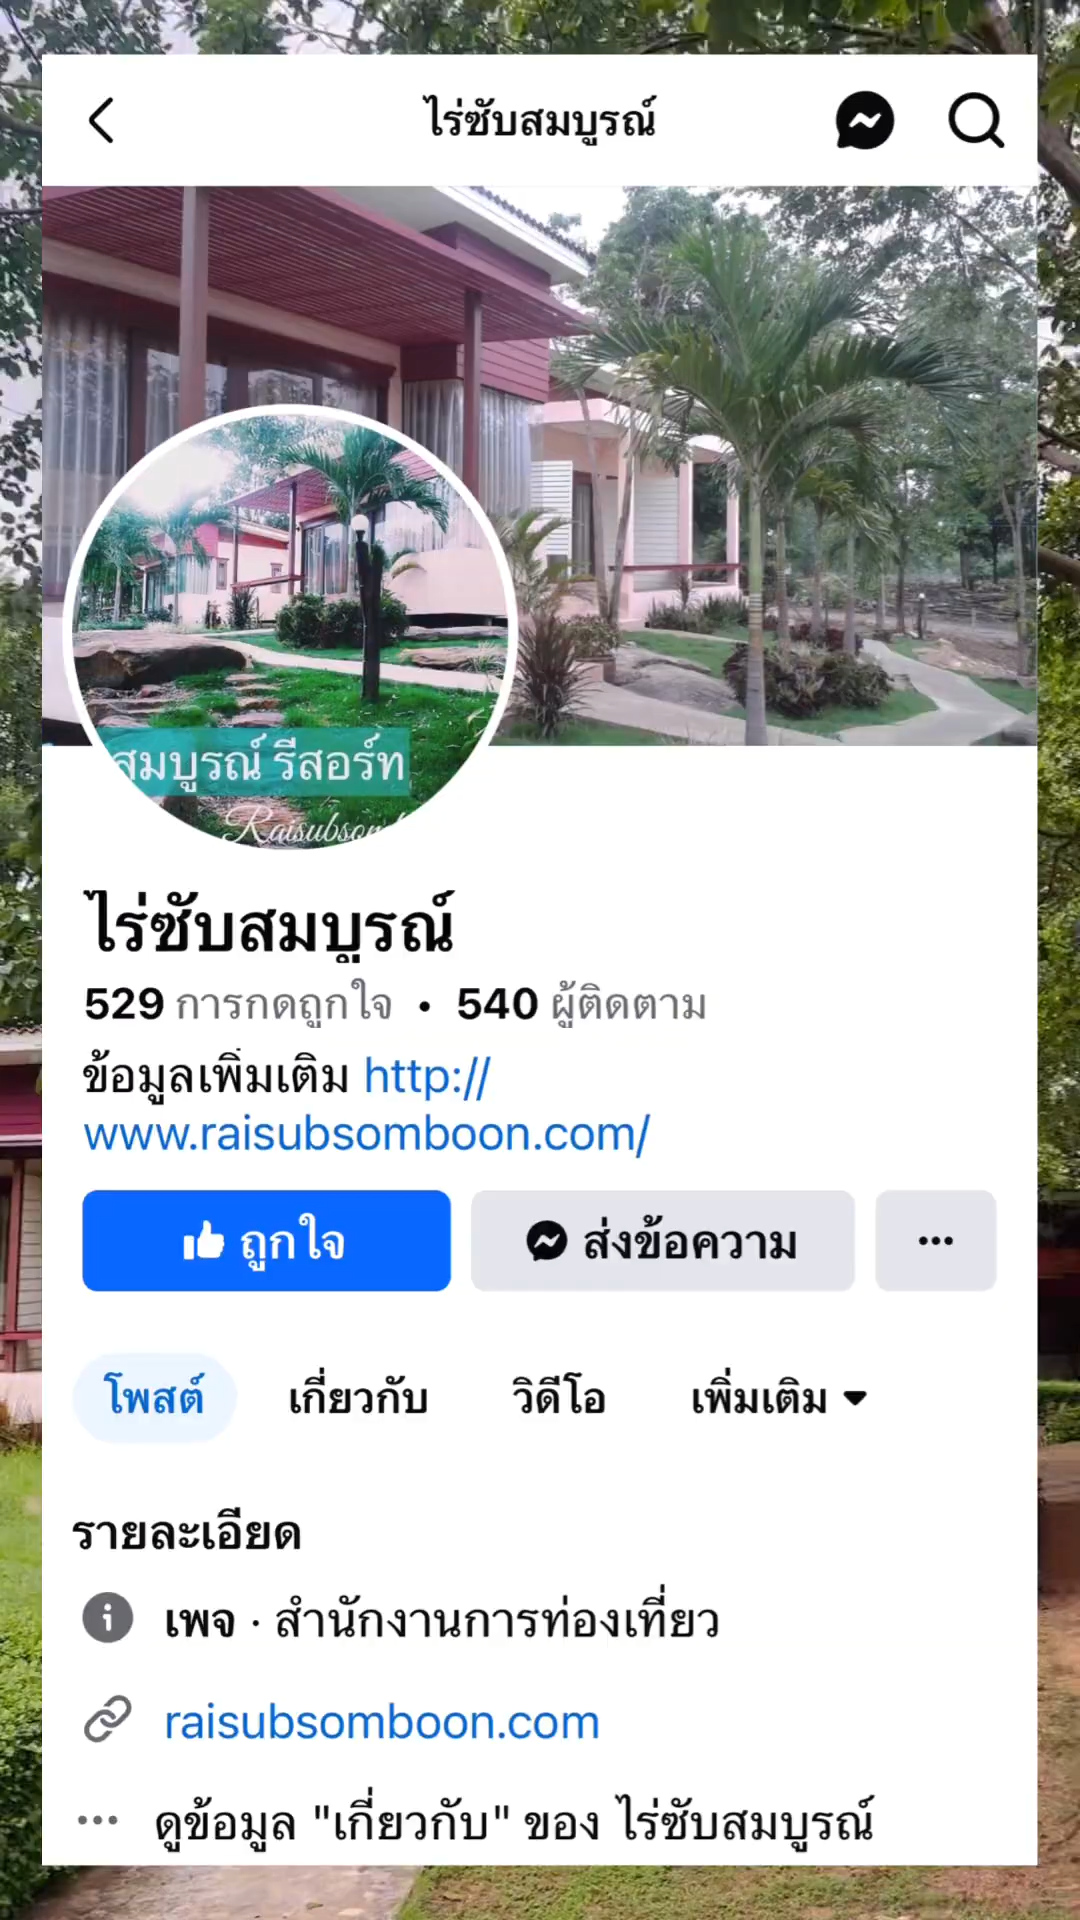 ไร่ซับสมบูรณ์
สมบูรณ์ รีสอร์ท
ไร่ซับสมบูรณ์
529 การกดถูกใจ · 540 ผู้ติดตาม
ข้อมูลเพิ่มเติม http://
www.raisubsomboon.com/
ถูกใจ
ส่งข้อความ
โพสต์
เกี่ยวกับ
วิดีโอ
เพิ่มเติม
รายละเอียด
เพจ · สำนักงานการท่องเที่ยว
raisubsomboon.com
ดูข้อมูล "เกี่ยวกับ" ของ ไร่ซับสมบูรณ์